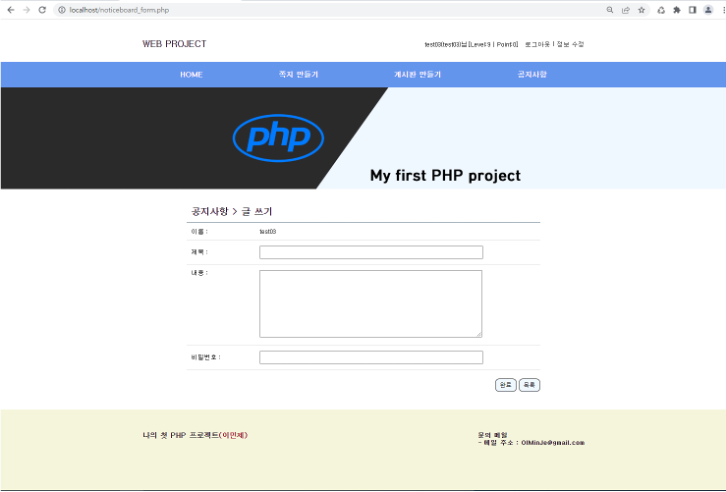 localhost/noticeboard_form.php
WEB PROJECT
test03(test03)님[Level:9 | Point:0] 로그아웃 | 정보 수정
HOME 쪽지 만들기 게시판 만들기 공지사항
php
My first PHP project
공지사항 > 글 쓰기
이름 : test03
제목 :
내용 :
비밀번호 :
완료 목록
나의 첫 PHP 프로젝트(이민제)
문의 메일
- 메일 주소 : OIMinJe@gmail.com